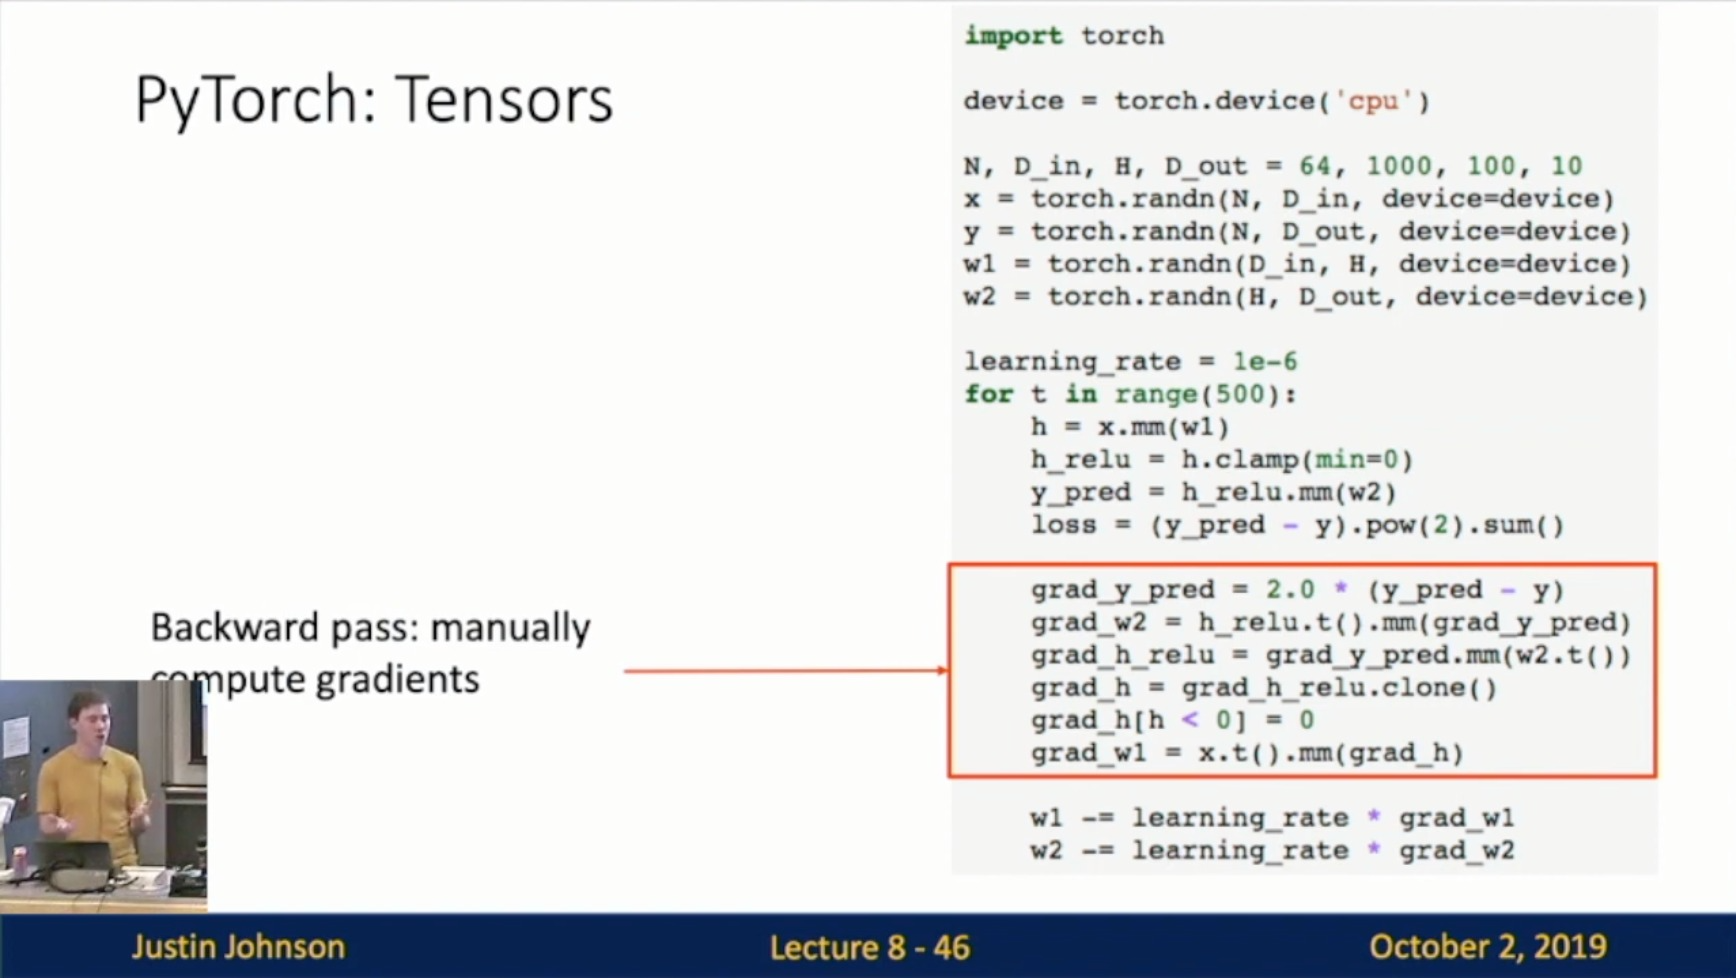 PyTorch: Tensors
import torch
device = torch.device('cpu')
N, D_in, H, D_out = 64, 1000, 100, 10
x = torch.randn(N, D_in, device=device)
y = torch.randn(N, D_out, device=device)
w1 = torch.randn(D_in, H, device=device)
w2 = torch.randn(H, D_out, device=device)
learning_rate = 1e-6
for t in range(500):
    h = x.mm(w1)
    h_relu = h.clamp(min=0)
    y_pred = h_relu.mm(w2)
    loss = (y_pred - y).pow(2).sum()
Backward pass: manually
compute gradients
    grad_y_pred = 2.0 * (y_pred - y)
    grad_w2 = h_relu.t().mm(grad_y_pred)
    grad_h_relu = grad_y_pred.mm(w2.t())
    grad_h = grad_h_relu.clone()
    grad_h[h < 0] = 0
    grad_w1 = x.t().mm(grad_h)
    w1 -= learning_rate * grad_w1
    w2 -= learning_rate * grad_w2
Justin Johnson
Lecture 8 - 46
October 2, 2019